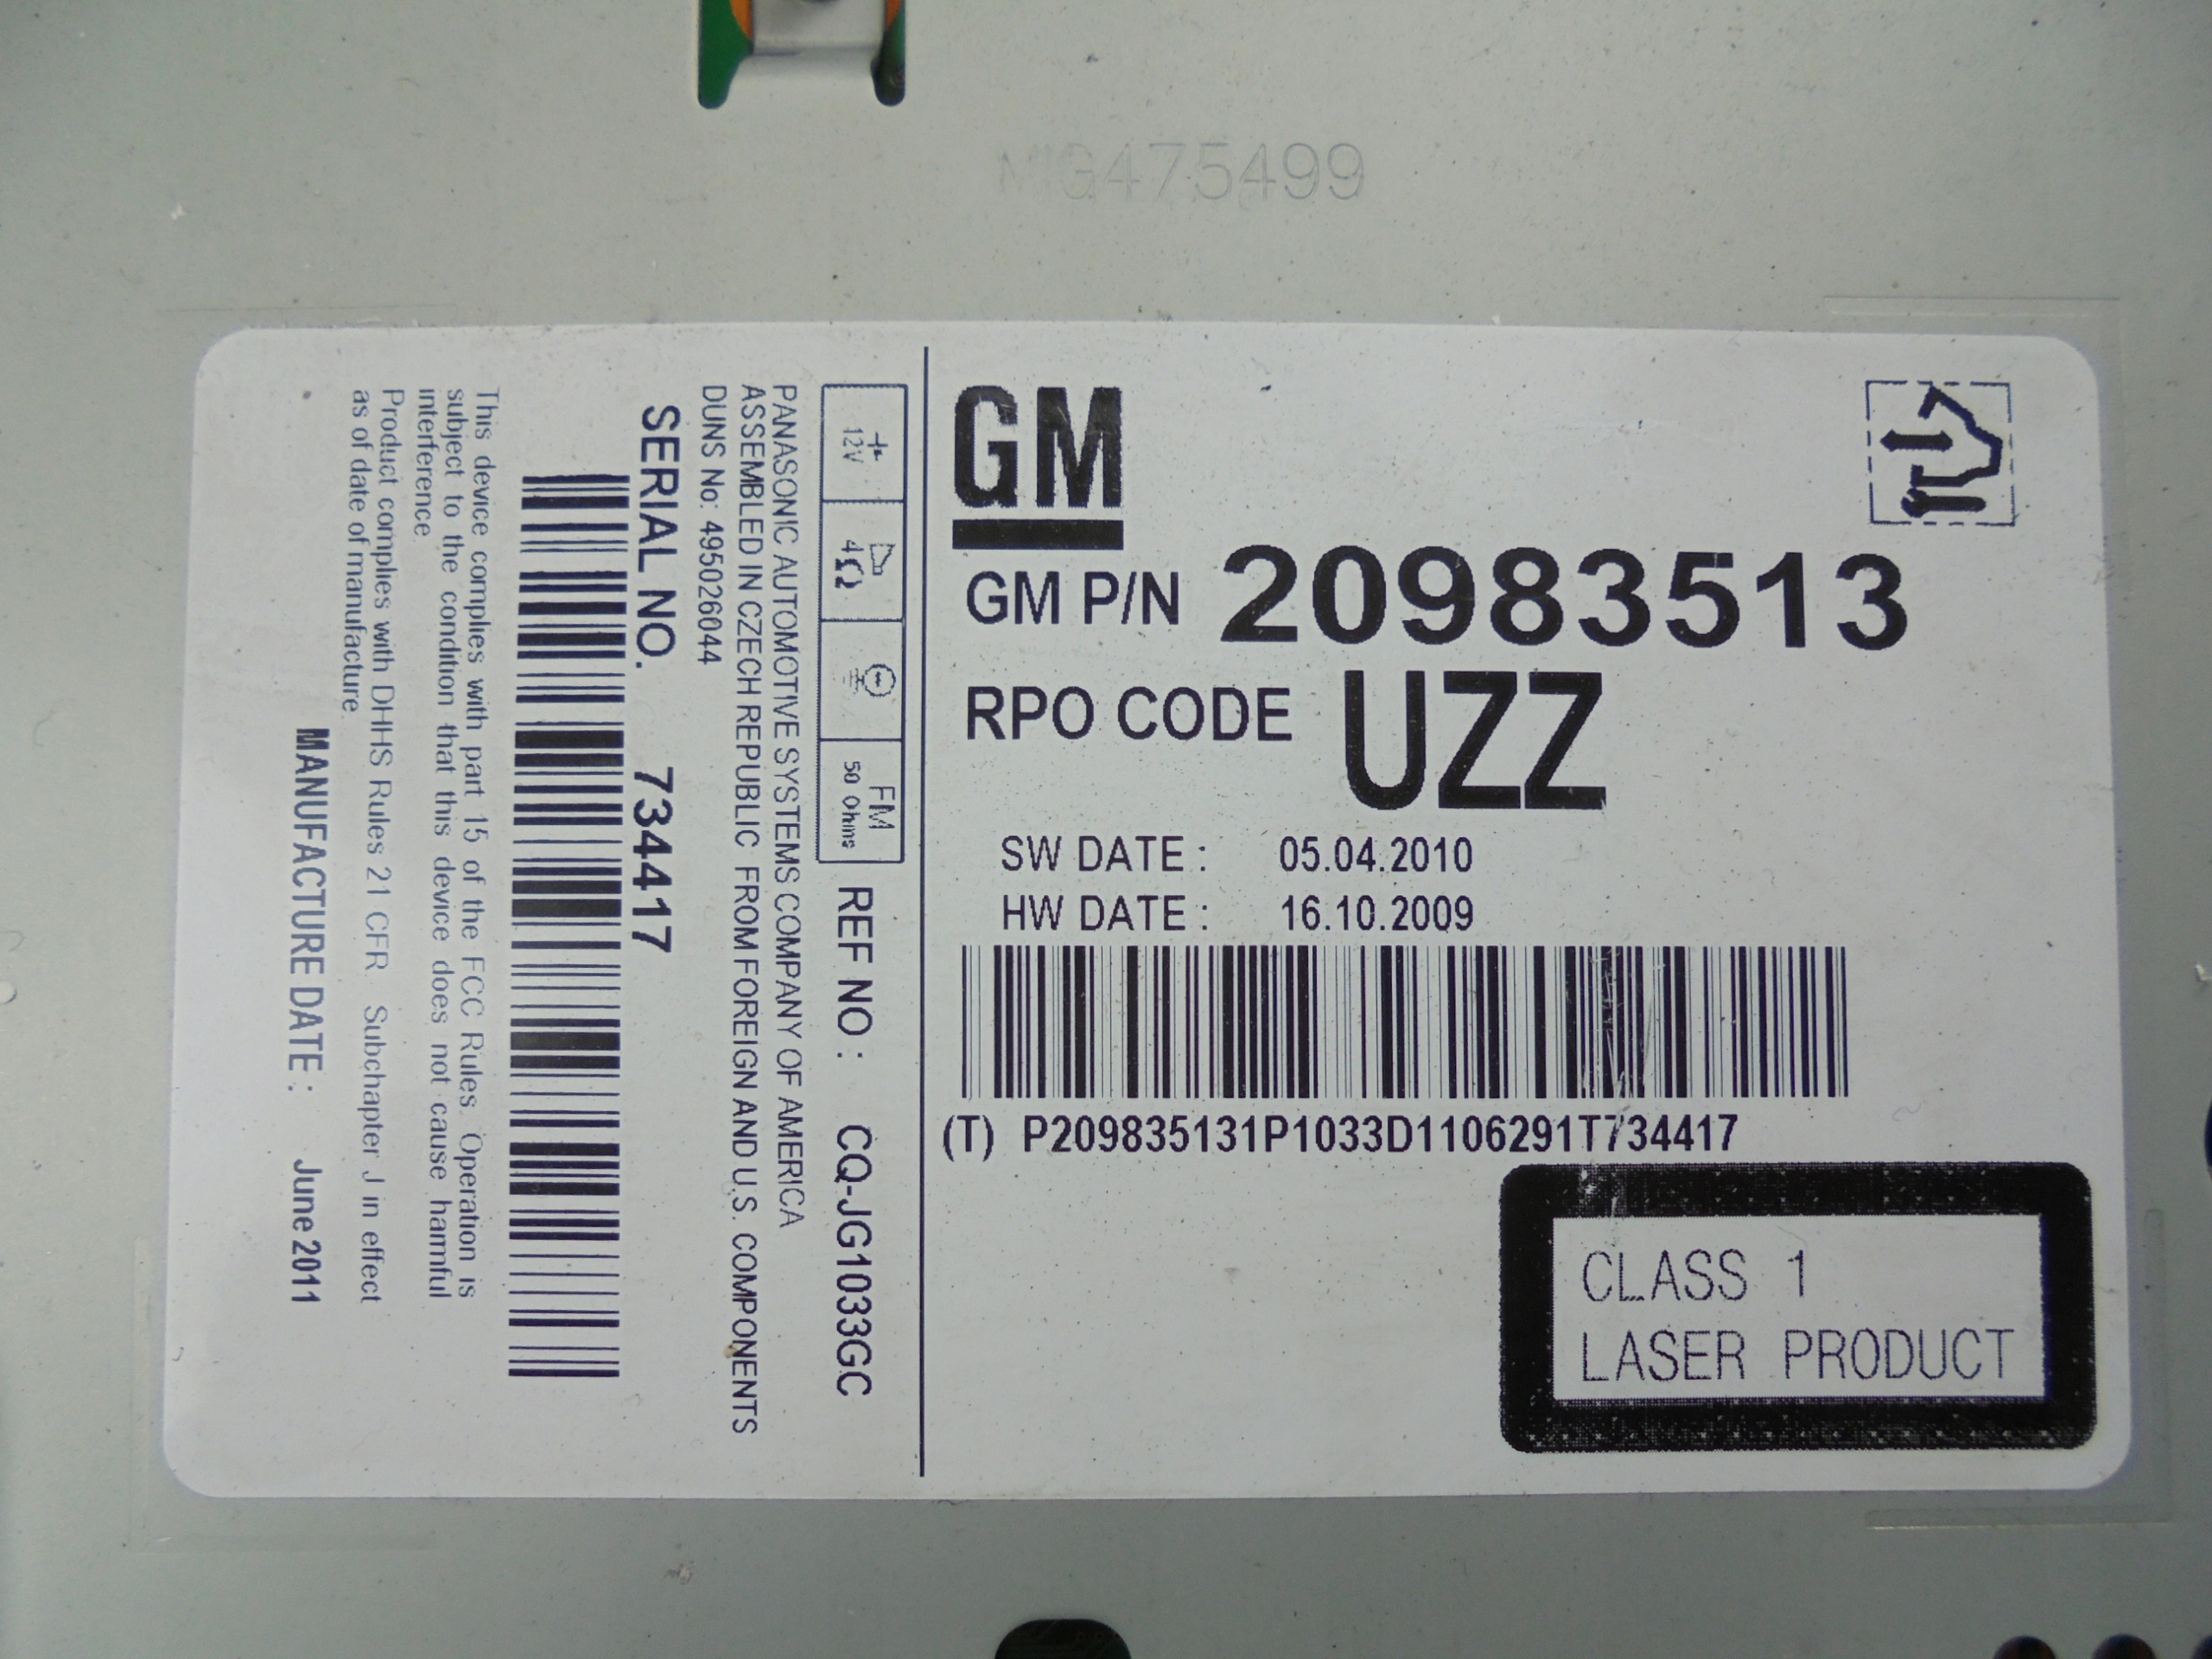 MG475499
GM
GM P/N 20983513
RPO CODE UZZ
SW DATE : 05.04.2010
HW DATE : 16.10.2009
(T) P209835131P1033D1106291T734417
CLASS 1
LASER PRODUCT
12V
4Ω
FM
50 Ohms
REF NO : CQ-JG1033GC
PANASONIC AUTOMOTIVE SYSTEMS COMPANY OF AMERICA
ASSEMBLED IN CZECH REPUBLIC FROM FOREIGN AND U.S. COMPONENTS
DUNS No: 495026044
SERIAL NO. 734417
This device complies with part 15 of the FCC Rules. Operation is
subject to the condition that this device does not cause harmful
interference
Product complies with DHHS Rules 21 CFR Subchapter J in effect
as of date of manufacture.
MANUFACTURE DATE : June 2011